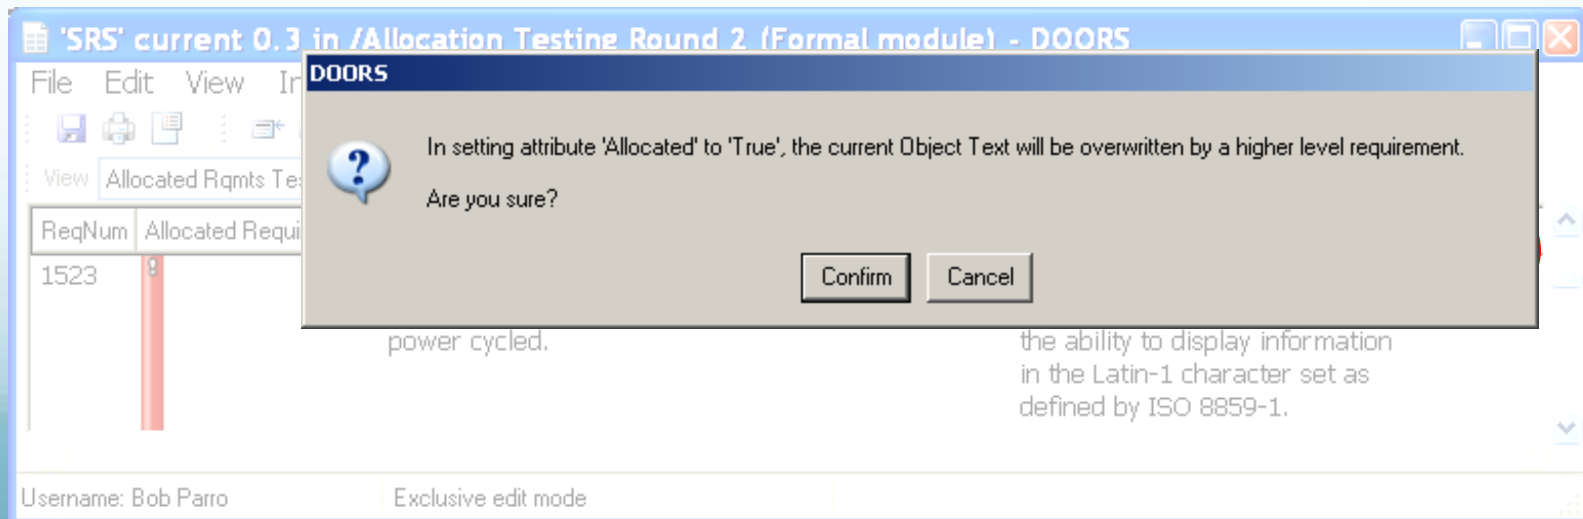 'SRS' current 0.3 in /Allocation Testing Round 2 (Formal module) - DOORS
File Edit View
DOORS
In setting attribute 'Allocated' to 'True', the current Object Text will be overwritten by a higher level requirement.
Are you sure?
Confirm Cancel
View Allocated Rqmts
ReqNum Allocated
1523
power cycled.
the ability to display information
in the Latin-1 character set as
defined by ISO 8859-1.
Username: Bob Parro Exclusive edit mode